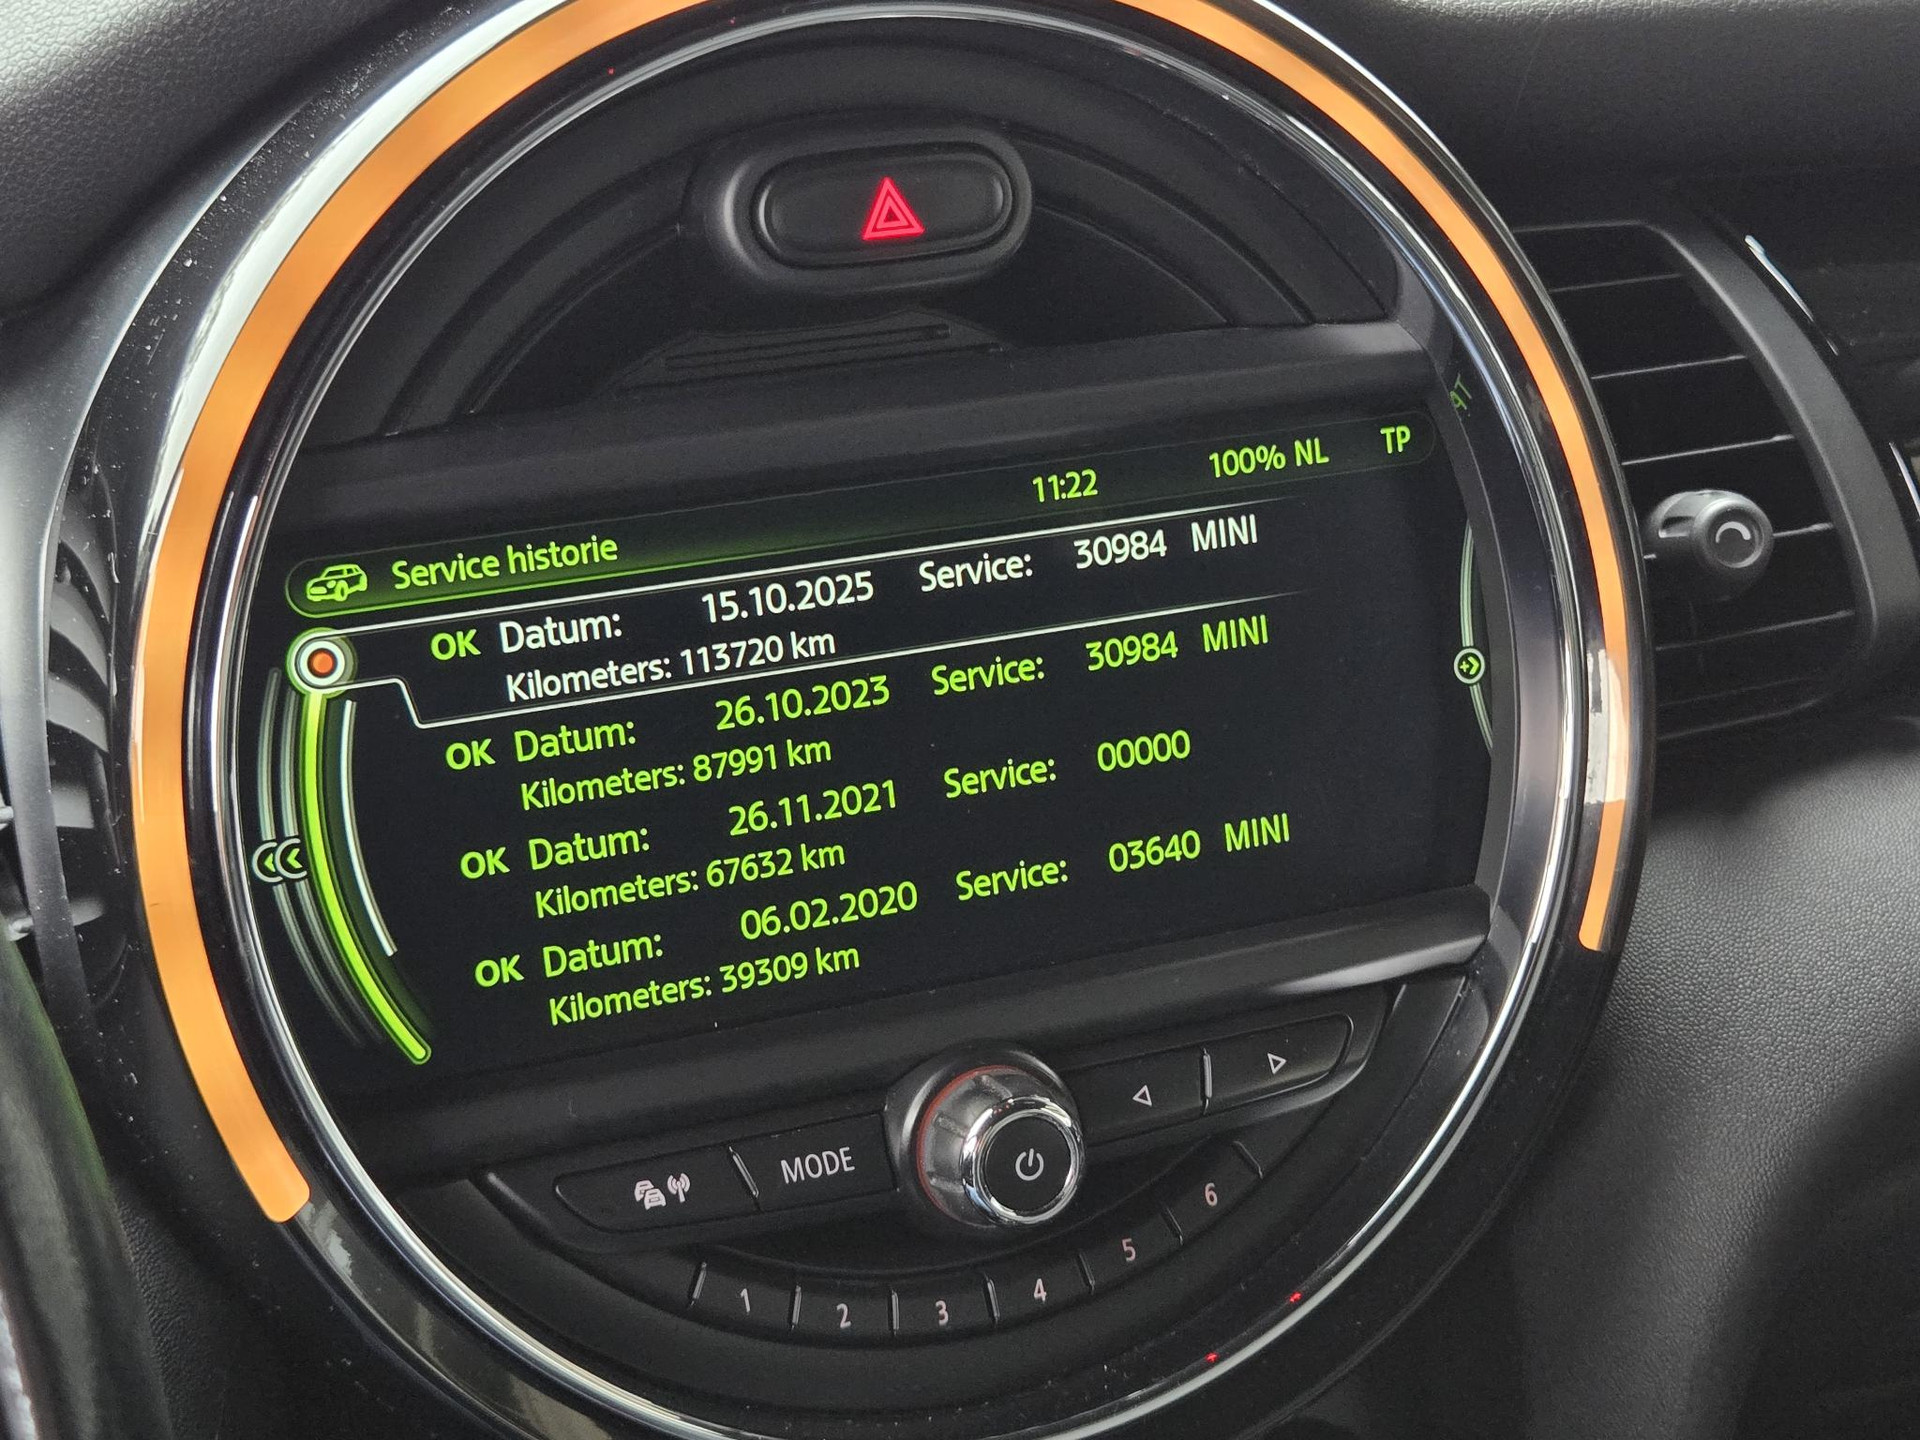 11:22 100% NL TP
Service historie
OK Datum: 15.10.2025 Service: 30984 MINI
Kilometers: 113720 km
OK Datum: 26.10.2023 Service: 30984 MINI
Kilometers: 87991 km
OK Datum: 26.11.2021 Service: 00000
Kilometers: 67632 km
OK Datum: 06.02.2020 Service: 03640 MINI
Kilometers: 39309 km
MODE
1 2 3 4 5 6